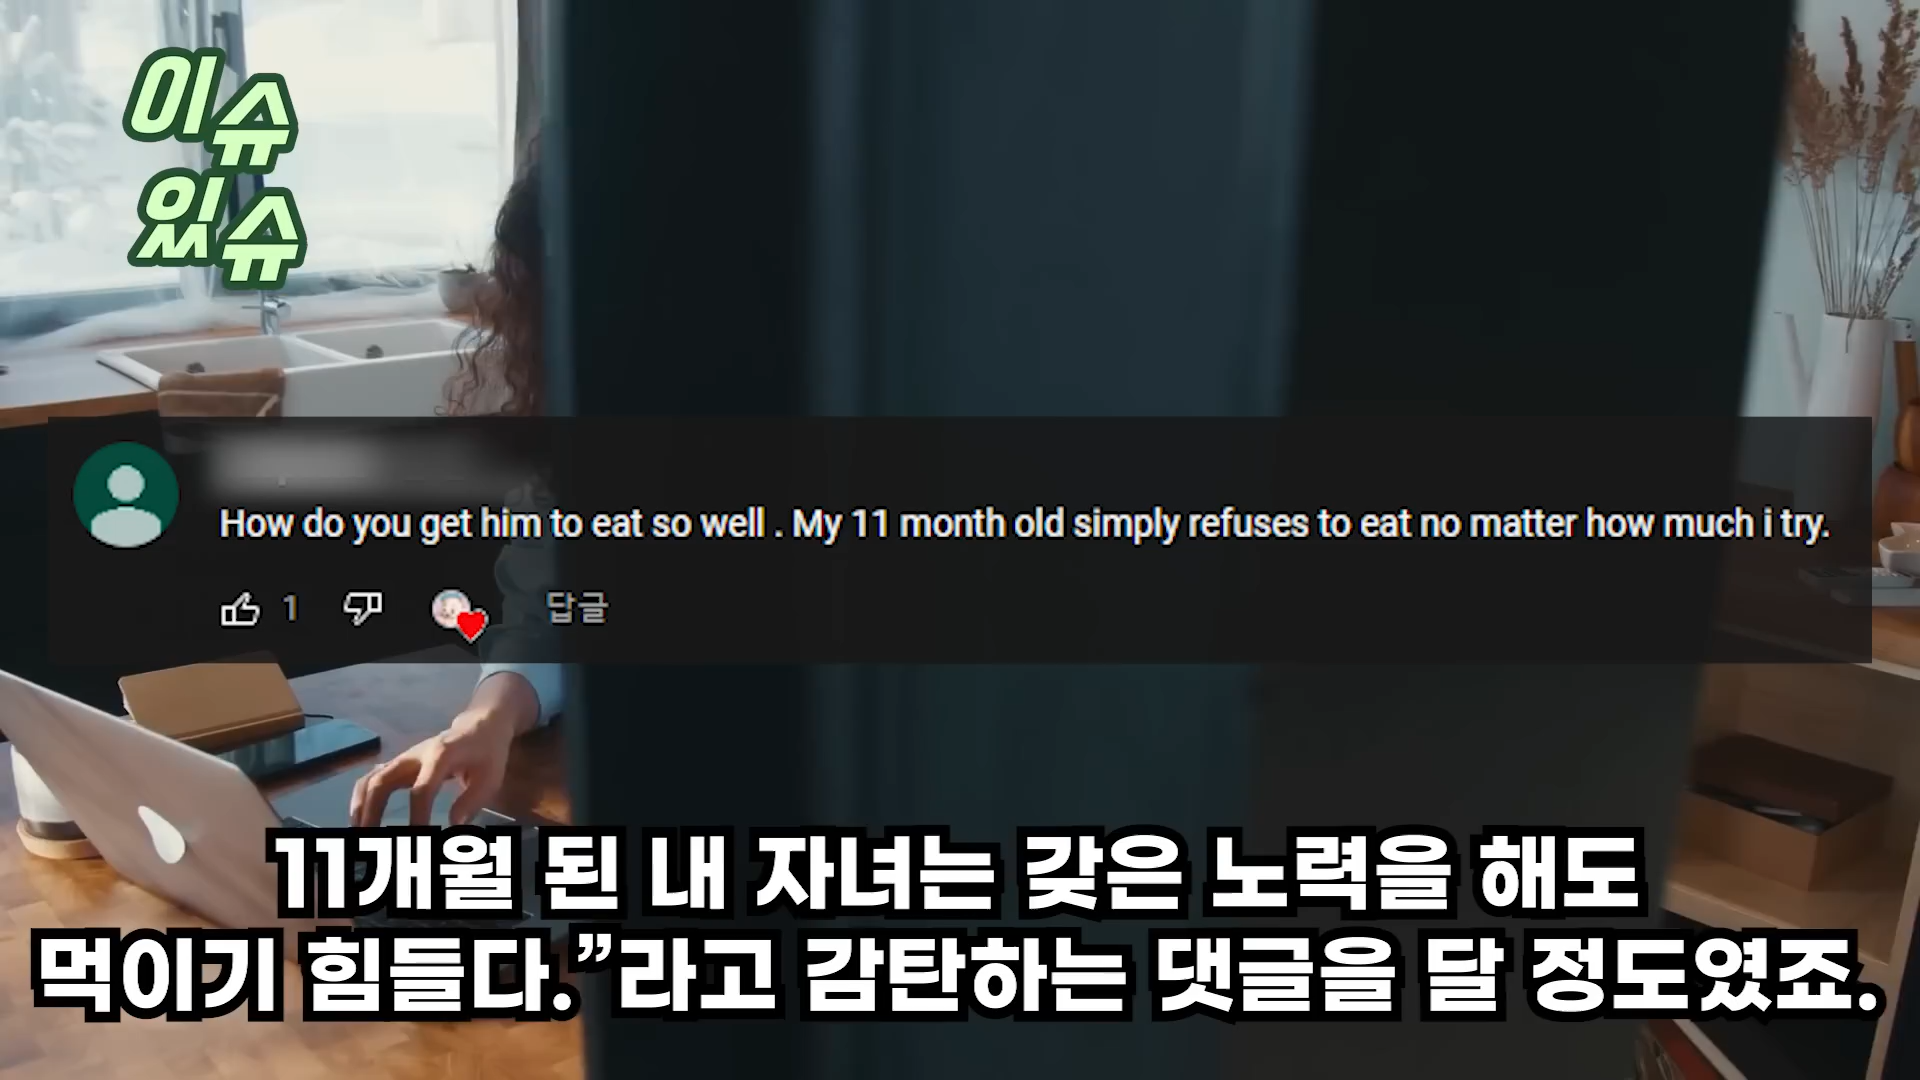 이슈
있슈
How do you get him to eat so well . My 11 month old simply refuses to eat no matter how much i try.
1
답글
11개월 된 내 자녀는 갖은 노력을 해도
먹이기 힘들다.”라고 감탄하는 댓글을 달 정도였죠.